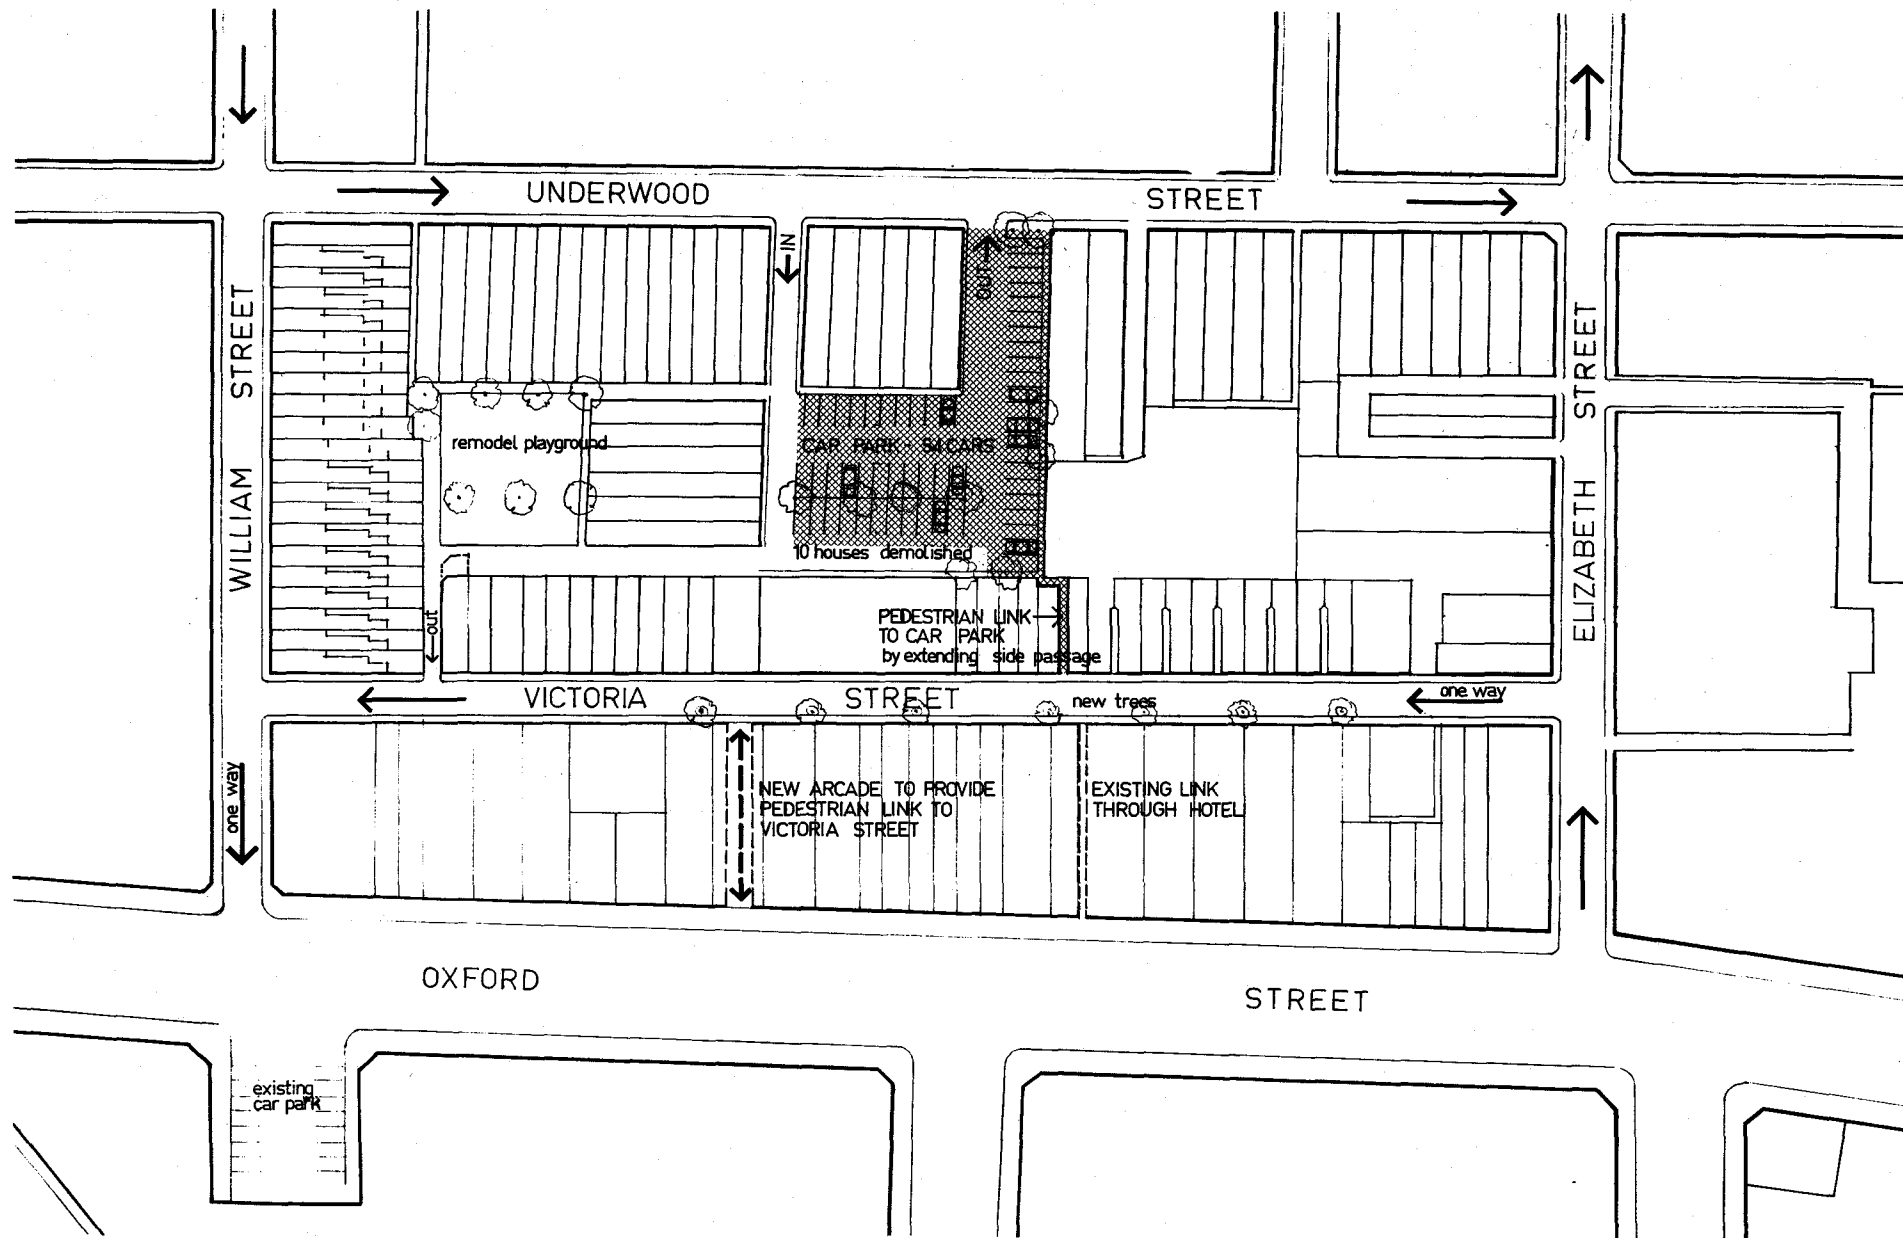 UNDERWOOD STREET
IN
OUT
WILLIAM STREET
ELIZABETH STREET
remodel playground
CAR PARK - 54 CARS
10 houses demolished
out
PEDESTRIAN LINK
TO CAR PARK
by extending side passage
VICTORIA STREET
new trees
one way
one way
NEW ARCADE TO PROVIDE
PEDESTRIAN LINK TO
VICTORIA STREET
EXISTING LINK
THROUGH HOTEL
OXFORD STREET
existing
car park